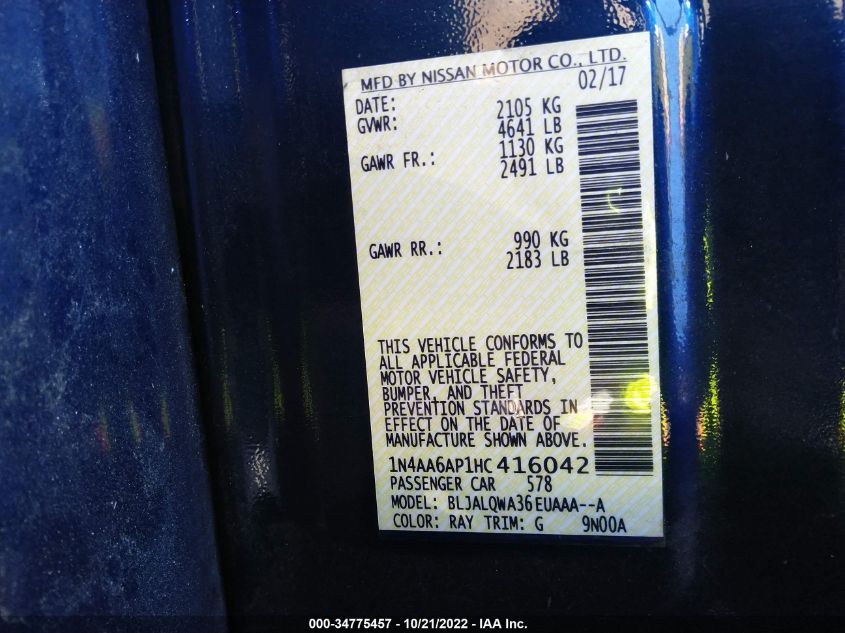 MFD BY NISSAN MOTOR CO., LTD.
DATE: 02/17
GVWR: 2105 KG
4641 LB
GAWR FR.: 1130 KG
2491 LB
GAWR RR.: 990 KG
2183 LB
THIS VEHICLE CONFORMS TO
ALL APPLICABLE FEDERAL
MOTOR VEHICLE SAFETY,
BUMPER, AND THEFT
PREVENTION STANDARDS IN
EFFECT ON THE DATE OF
MANUFACTURE SHOWN ABOVE.
1N4AA6AP1HC416042
PASSENGER CAR 578
MODEL: BLJALQWA36EUAAA--A
COLOR: RAY TRIM: G 9N00A
000-34775457 - 10/21/2022 - IAA Inc.